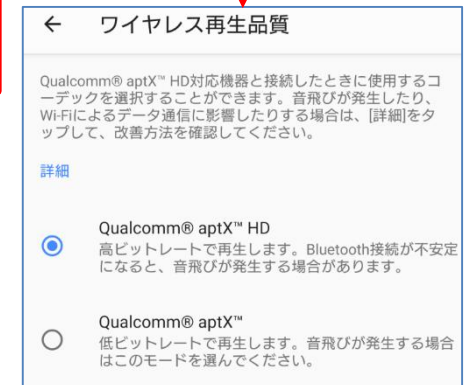 ワイヤレス再生品質
Qualcomm® aptX™ HD対応機器と接続したときに使用するコ
ーデックを選択することができます。音飛びが発生したり、
Wi-Fiによるデータ通信に影響したりする場合は、[詳細]をタ
ップして、改善方法を確認してください。
詳細
Qualcomm® aptX™ HD
高ビットレートで再生します。Bluetooth接続が不安定
になると、音飛びが発生する場合があります。
Qualcomm® aptX™
低ビットレートで再生します。音飛びが発生する場合
はこのモードを選んでください。